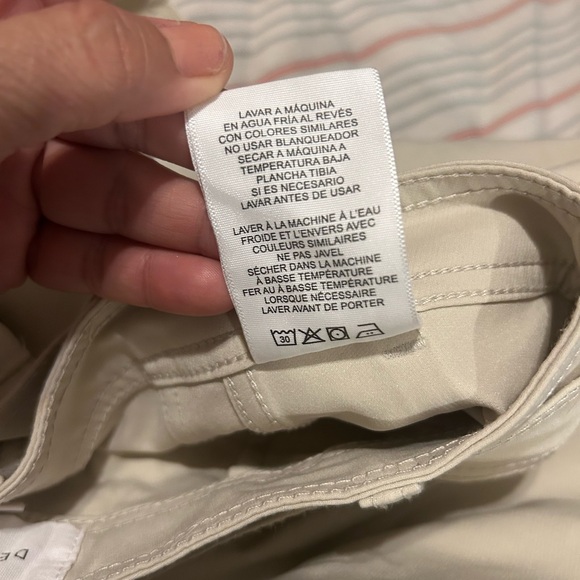 LAVAR A MÁQUINA
EN AGUA FRÍA AL REVÉS
CON COLORES SIMILARES
NO USAR BLANQUEADOR
SECAR A MÁQUINA A
TEMPERATURA BAJA
PLANCHA TIBIA
SI ES NECESARIO
LAVAR ANTES DE USAR
LAVER À LA MACHINE À L'EAU
FROIDE ET L'ENVERS AVEC
COULEURS SIMILAIRES
NE PAS JAVEL
SÉCHER DANS LA MACHINE
À BASSE TEMPÉRATURE
FER AU À BASSE TEMPÉRATURE
LORSQUE NÉCESSAIRE
LAVER AVANT DE PORTER
30